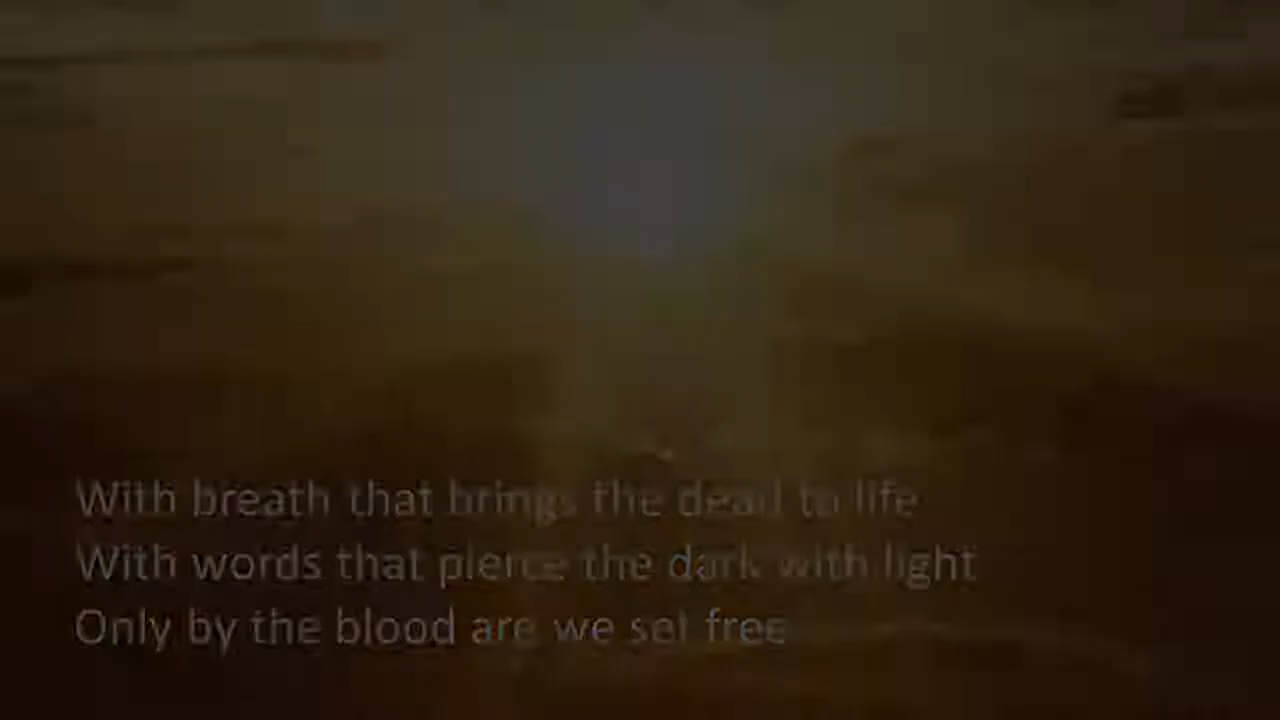 With breath that brings the dead to life
With words that pierce the dark with light
Only by the blood are we set free